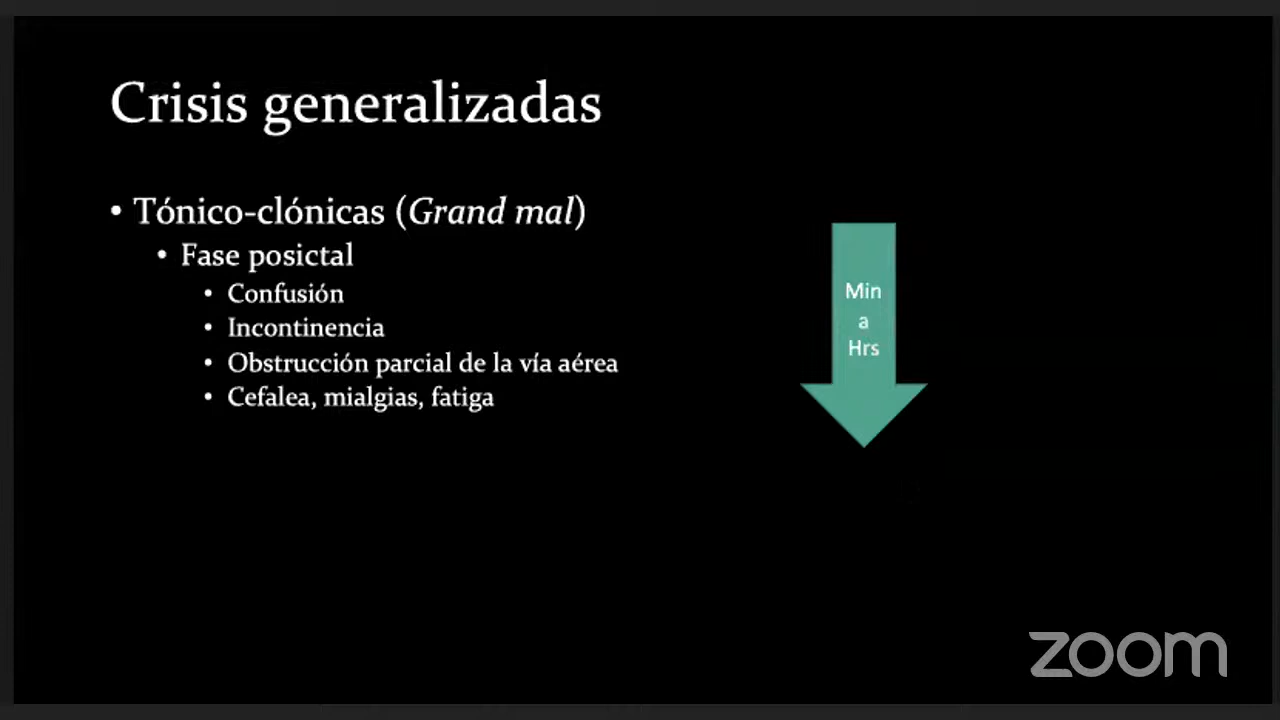 Crisis generalizadas
• Tónico-clónicas (Grand mal)
• Fase posictal
• Confusión
• Incontinencia
• Obstrucción parcial de la vía aérea
• Cefalea, mialgias, fatiga
Min
a
Hrs
zoom